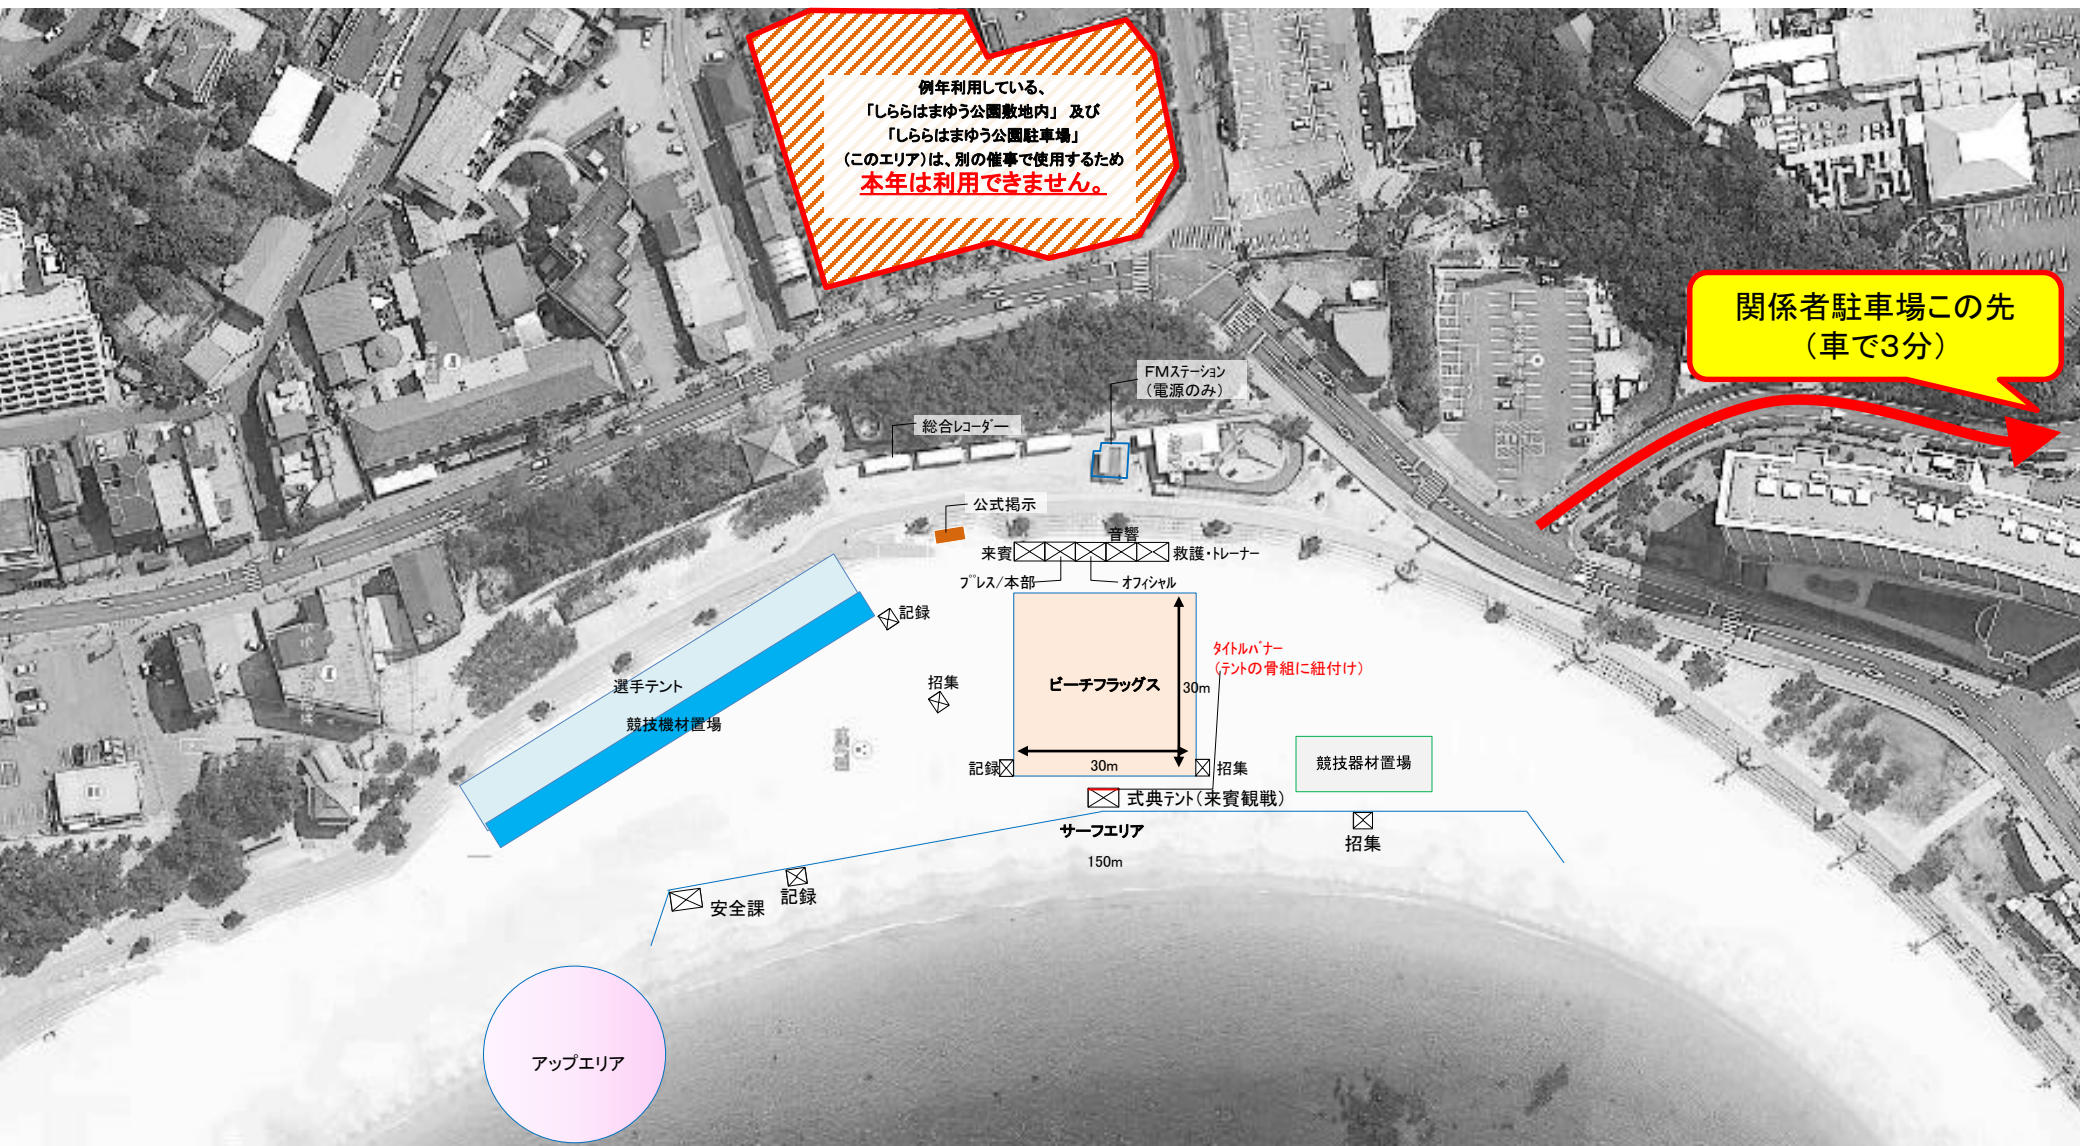 例年利用している、
「しららはまゆう公園敷地内」 及び
「しららはまゆう公園駐車場」
(このエリア)は、別の催事で使用するため
本年は利用できません。
関係者駐車場この先
(車で3分)
FMステーション
(電源のみ)
総合レコーダー
公式掲示
音響
来賓
救護・トレーナー
プレス/本部
オフィシャル
記録
タイトルバナー
(テントの骨組に紐付け)
選手テント
招集
ビーチフラッグス
30m
競技機材置場
記録
30m
招集
競技器材置場
式典テント(来賓観戦)
サーフエリア
招集
150m
安全課
記録
アップエリア